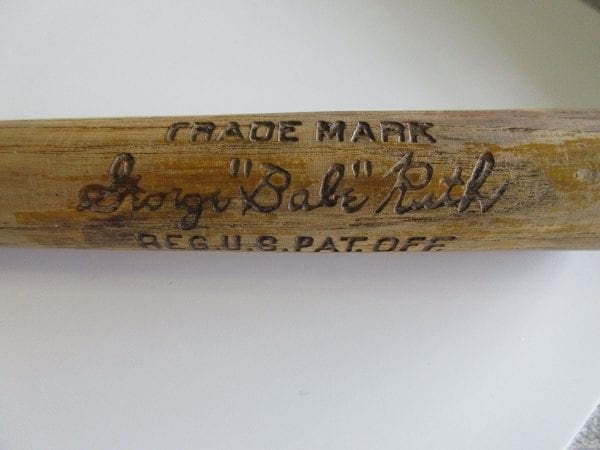 TRADE MARK
George "Babe" Ruth
REG. U.S. PAT. OFF.